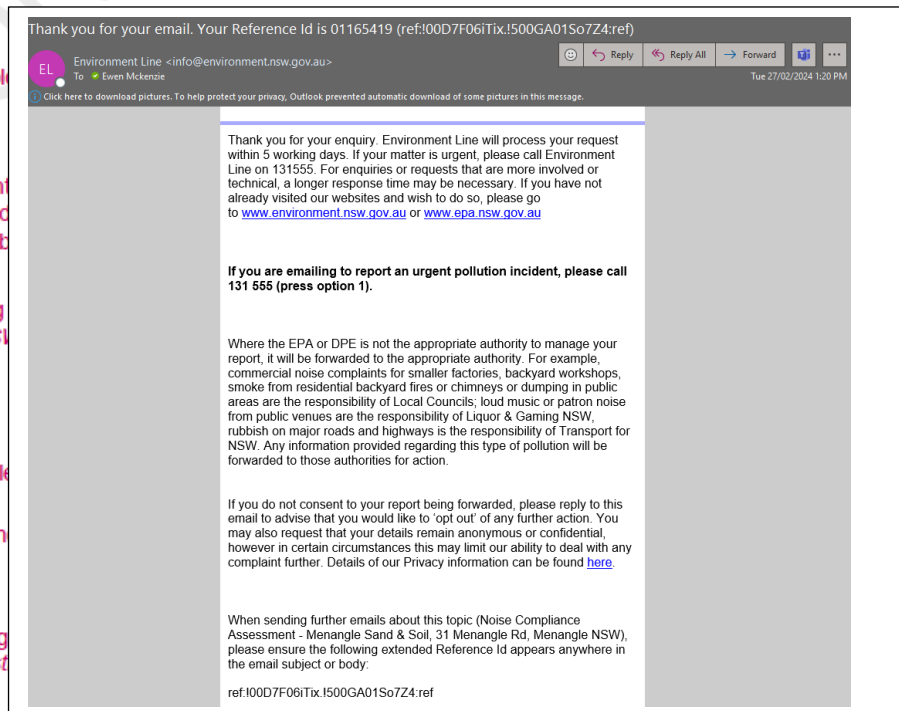 Thank you for your email. Your Reference Id is 01165419 (ref:!00D7F06iTix.!500GA01So7Z4:ref)
EL
Environment Line <info@environment.nsw.gov.au>
To Ewen Mckenzie
Reply
Reply All
Forward
Tue 27/02/2024 1:20 PM
Click here to download pictures. To help protect your privacy, Outlook prevented automatic download of some pictures in this message.
Thank you for your enquiry. Environment Line will process your request
within 5 working days. If your matter is urgent, please call Environment
Line on 131555. For enquiries or requests that are more involved or
technical, a longer response time may be necessary. If you have not
already visited our websites and wish to do so, please go
to www.environment.nsw.gov.au or www.epa.nsw.gov.au
If you are emailing to report an urgent pollution incident, please call
131 555 (press option 1).
Where the EPA or DPE is not the appropriate authority to manage your
report, it will be forwarded to the appropriate authority. For example,
commercial noise complaints for smaller factories, backyard workshops,
smoke from residential backyard fires or chimneys or dumping in public
areas are the responsibility of Local Councils; loud music or patron noise
from public venues are the responsibility of Liquor & Gaming NSW,
rubbish on major roads and highways is the responsibility of Transport for
NSW. Any information provided regarding this type of pollution will be
forwarded to those authorities for action.
If you do not consent to your report being forwarded, please reply to this
email to advise that you would like to 'opt out' of any further action. You
may also request that your details remain anonymous or confidential,
however in certain circumstances this may limit our ability to deal with any
complaint further. Details of our Privacy information can be found here.
When sending further emails about this topic (Noise Compliance
Assessment - Menangle Sand & Soil, 31 Menangle Rd, Menangle NSW),
please ensure the following extended Reference Id appears anywhere in
the email subject or body:
ref:!00D7F06iTix.!500GA01So7Z4:ref